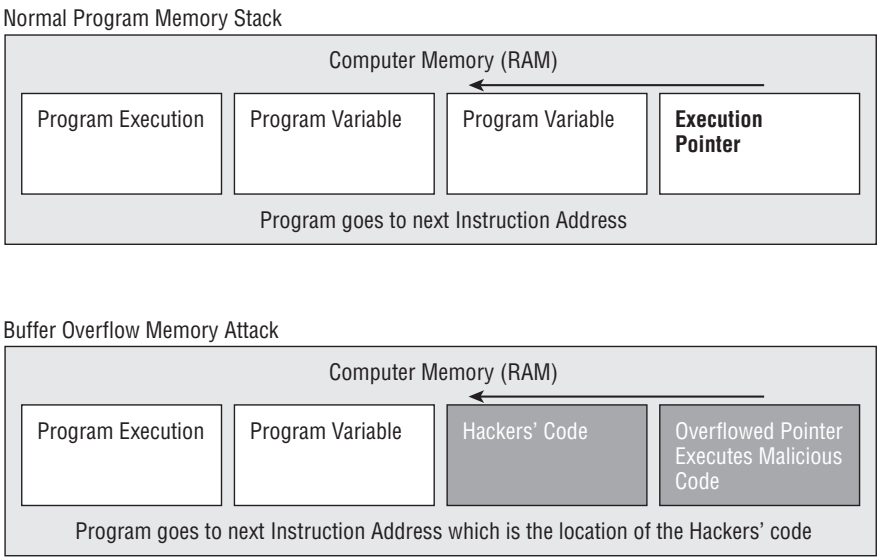 Normal Program Memory Stack
Computer Memory (RAM)
Program Execution
Program Variable
Program Variable
Execution
Pointer
Program goes to next Instruction Address
Buffer Overflow Memory Attack
Computer Memory (RAM)
Program Execution
Program Variable
Hackers’ Code
Overflowed Pointer
Executes Malicious
Code
Program goes to next Instruction Address which is the location of the Hackers’ code